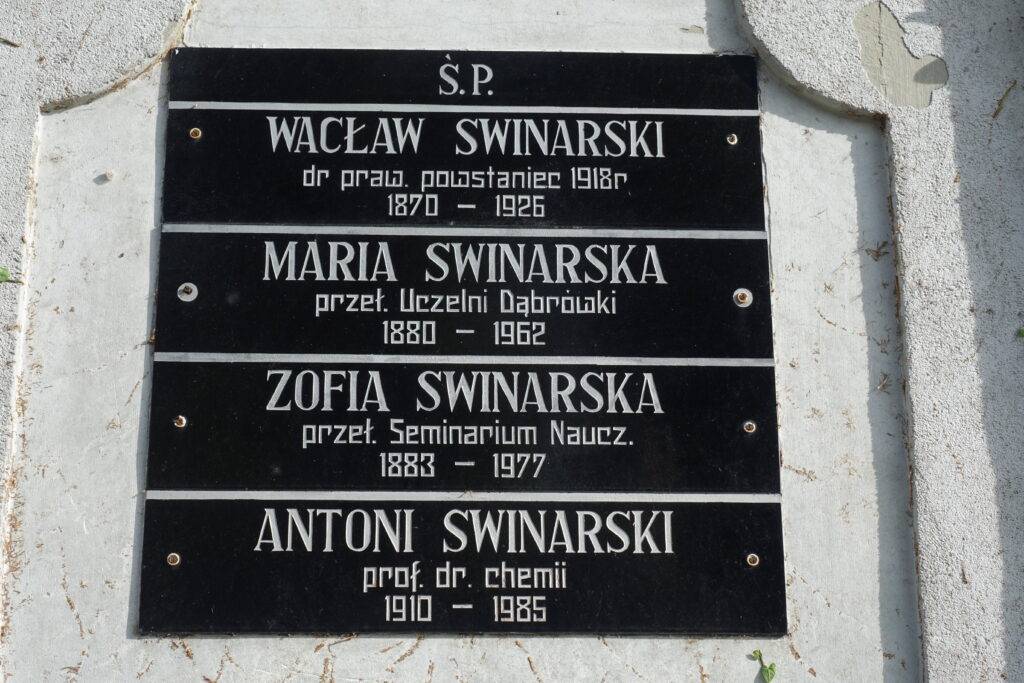 Ś.P.
WACŁAW SWINARSKI
dr praw. powstaniec 1918r
1870 – 1926
MARIA SWINARSKA
przeł. Uczelni Dąbrówki
1880 – 1962
ZOFIA SWINARSKA
przeł. Seminarium Naucz.
1883 – 1977
ANTONI SWINARSKI
prof. dr. chemii
1910 – 1985